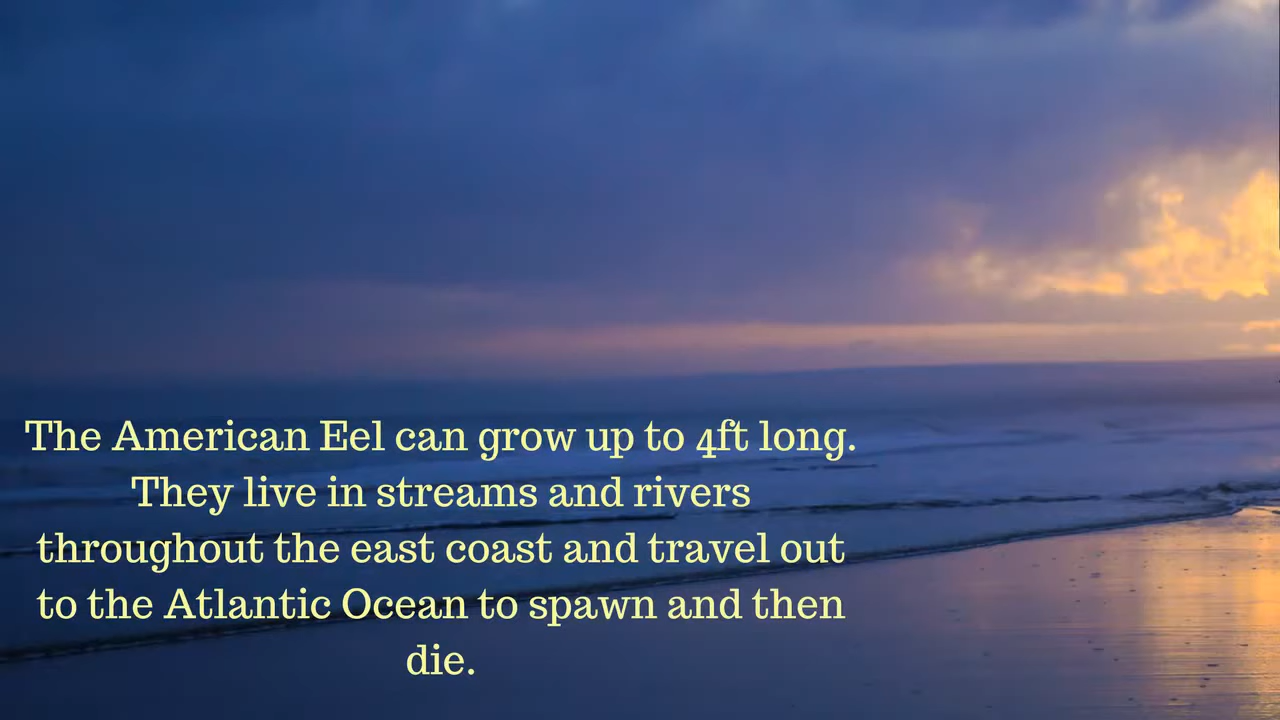 The American Eel can grow up to 4ft long.
They live in streams and rivers
throughout the east coast and travel out
to the Atlantic Ocean to spawn and then
die.